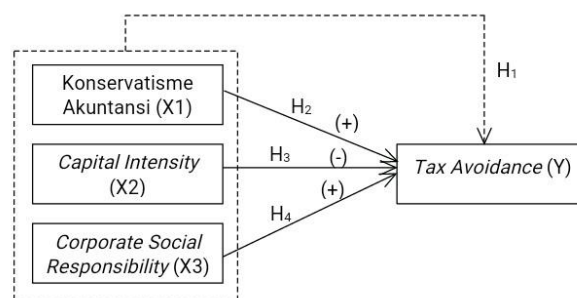 H₁
Konservatisme
Akuntansi (X1)
H₂
(+)
Capital Intensity
(X2)
H₃
(-)
Tax Avoidance (Y)
(+)
H₄
Corporate Social
Responsibility (X3)